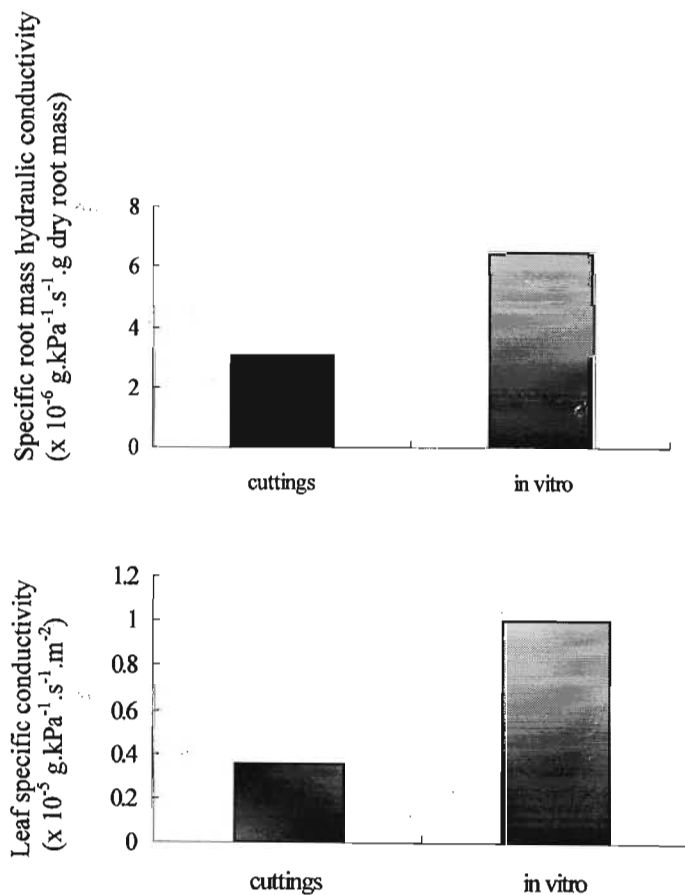 Specific root mass hydraulic conductivity
(x 10⁻⁶ g.kPa⁻¹.s⁻¹.g dry root mass)
8
6
4
2
0
cuttings
in vitro
Leaf specific conductivity
(x 10⁻⁵ g.kPa⁻¹.s⁻¹.m⁻²)
1.2
1
0.8
0.6
0.4
0.2
0
cuttings
in vitro